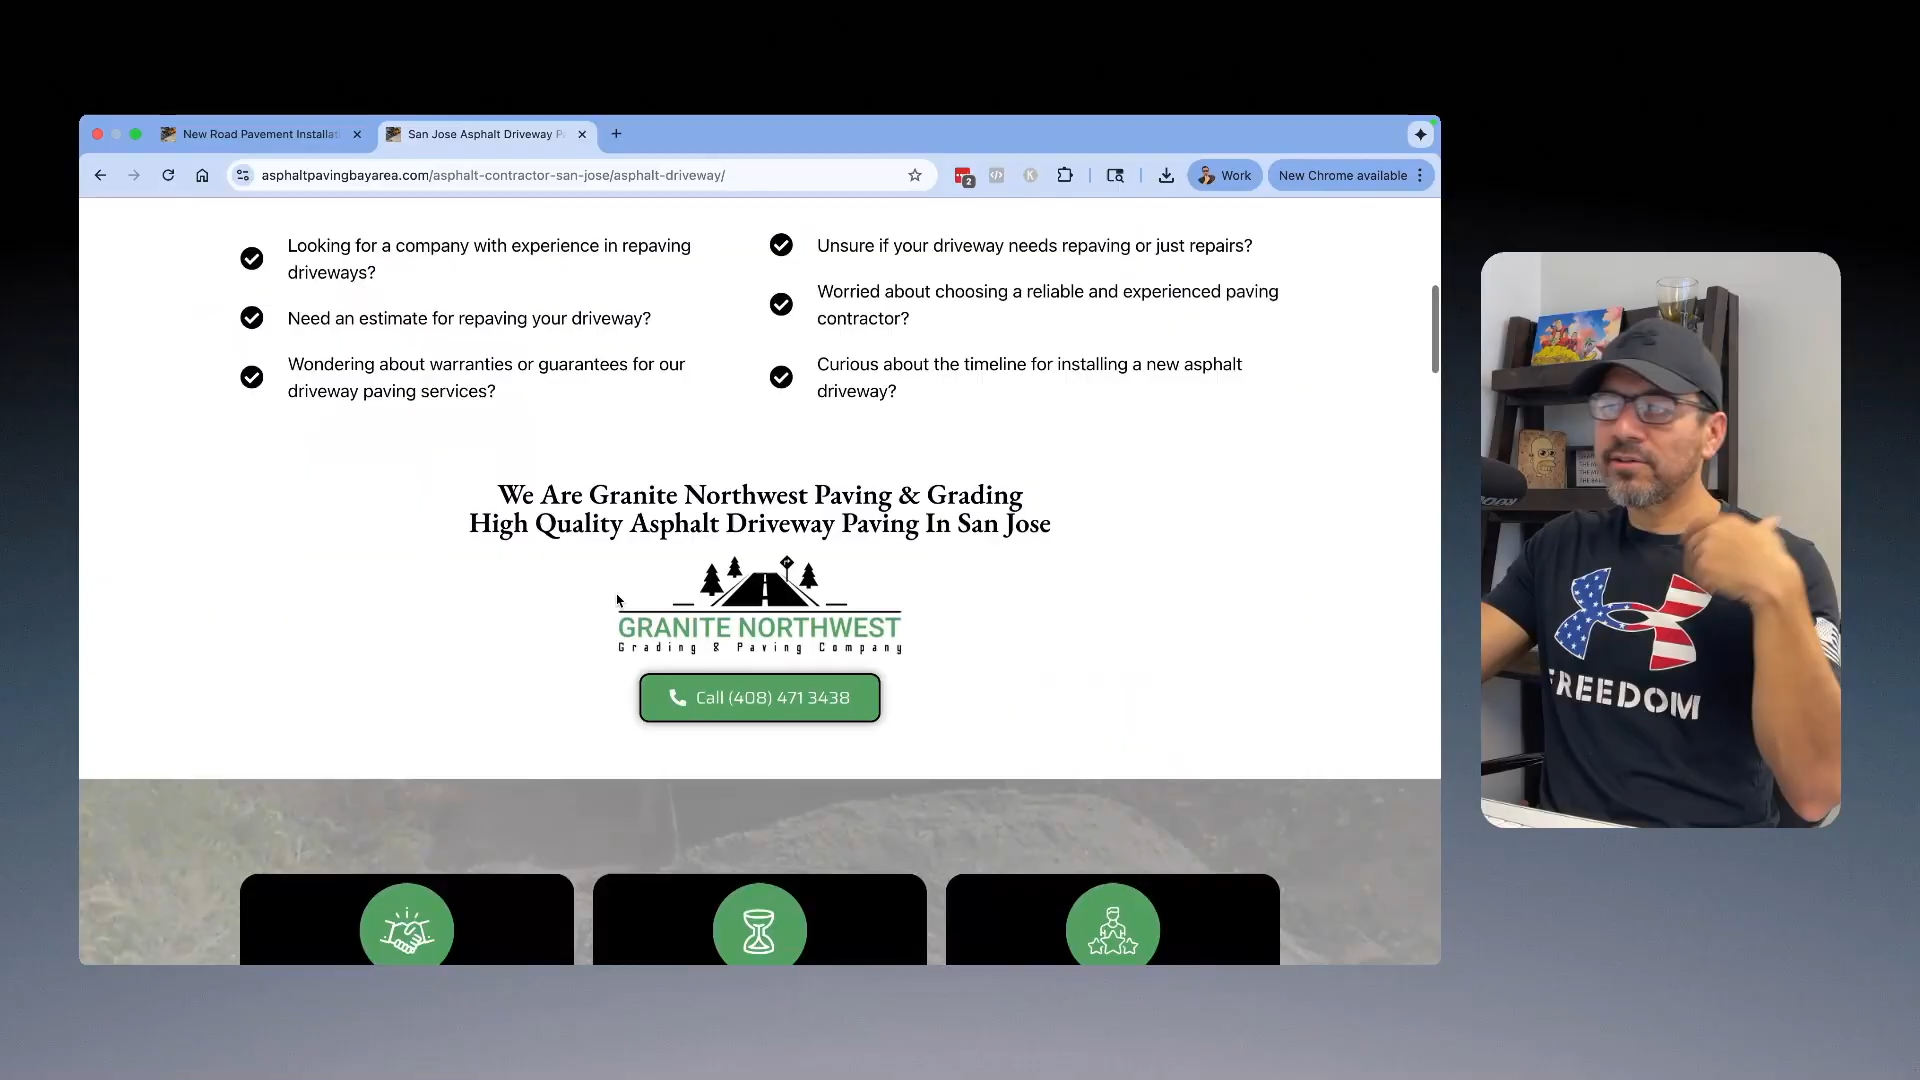 New Road Pavement Installat
San Jose Asphalt Driveway P
asphaltpavingbayarea.com/asphalt-contractor-san-jose/asphalt-driveway/
2
K
Work
New Chrome available
Looking for a company with experience in repaving
driveways?
Need an estimate for repaving your driveway?
Wondering about warranties or guarantees for our
driveway paving services?
Unsure if your driveway needs repaving or just repairs?
Worried about choosing a reliable and experienced paving
contractor?
Curious about the timeline for installing a new asphalt
driveway?
We Are Granite Northwest Paving & Grading
High Quality Asphalt Driveway Paving In San Jose
GRANITE NORTHWEST
Grading & Paving Company
Call (408) 471 3438
FREEDOM